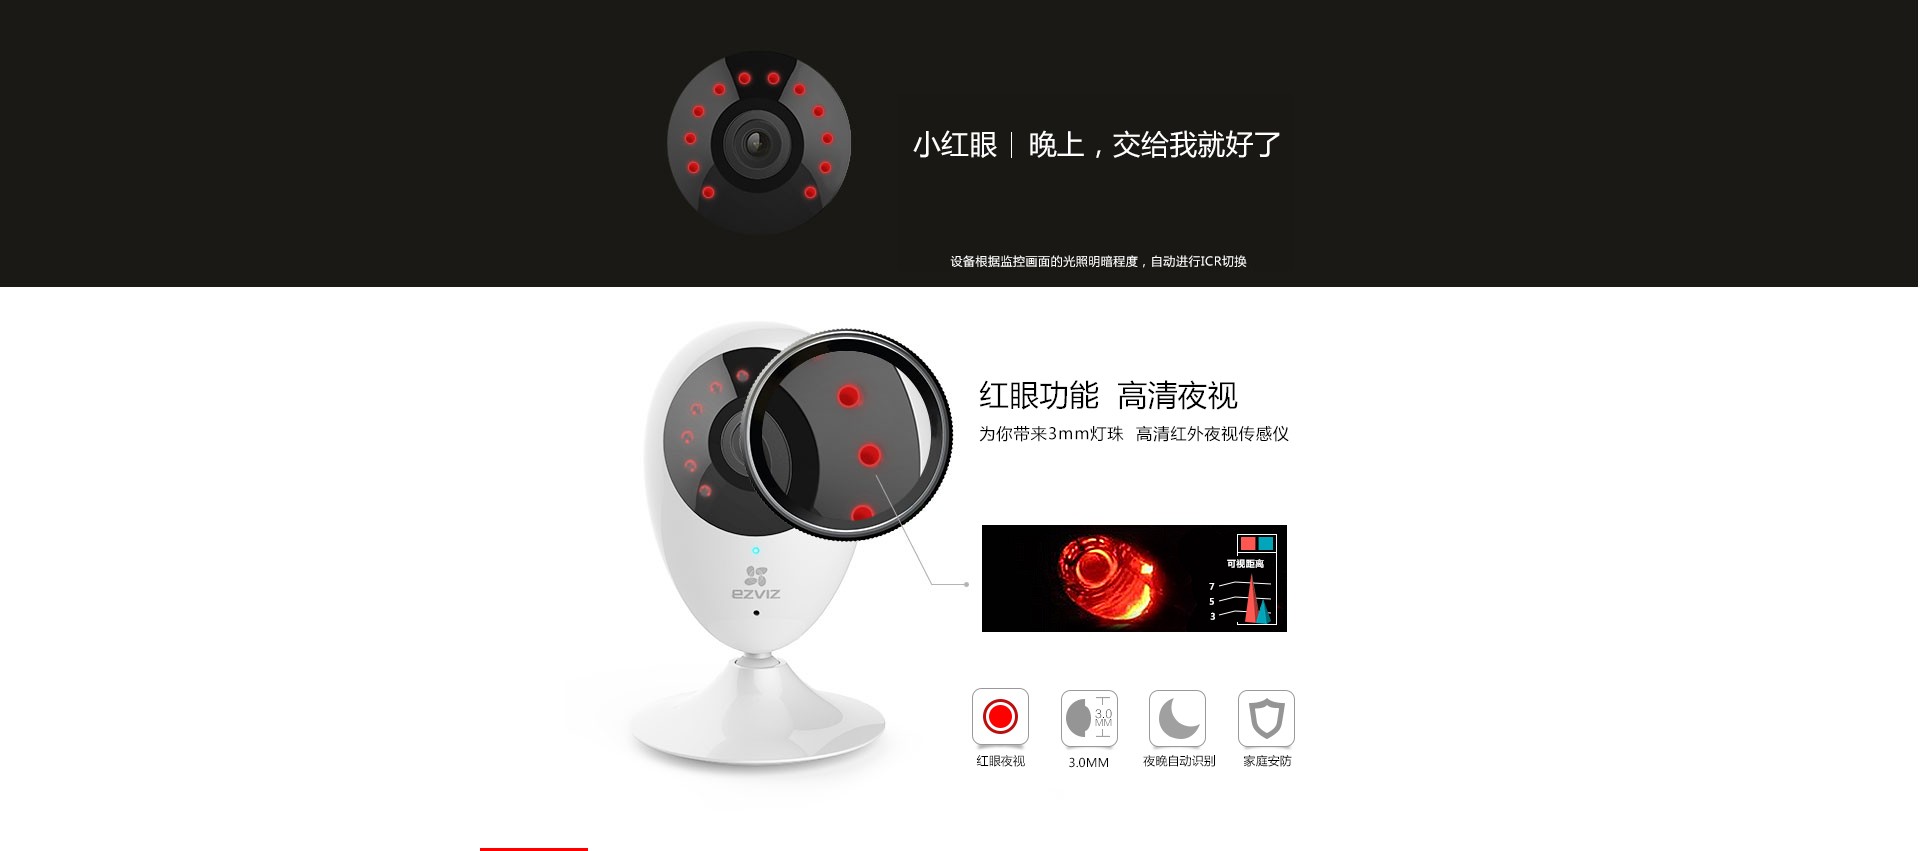 小红眼｜晚上，交给我就好了
设备根据监控画面的光照明暗程度，自动进行ICR切换
红眼功能 高清夜视
为你带来3mm灯珠 高清红外夜视传感仪
可视距离
7
5
3
ezviz
3.0
MM
红眼夜视
3.0MM
夜晚自动识别
家庭安防